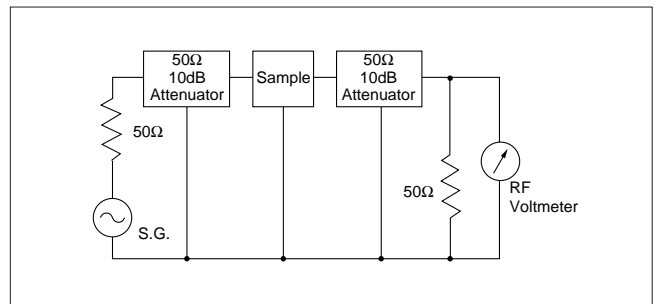 50Ω
10dB
Attenuator
Sample
50Ω
10dB
Attenuator
50Ω
50Ω
RF
Voltmeter
S.G.